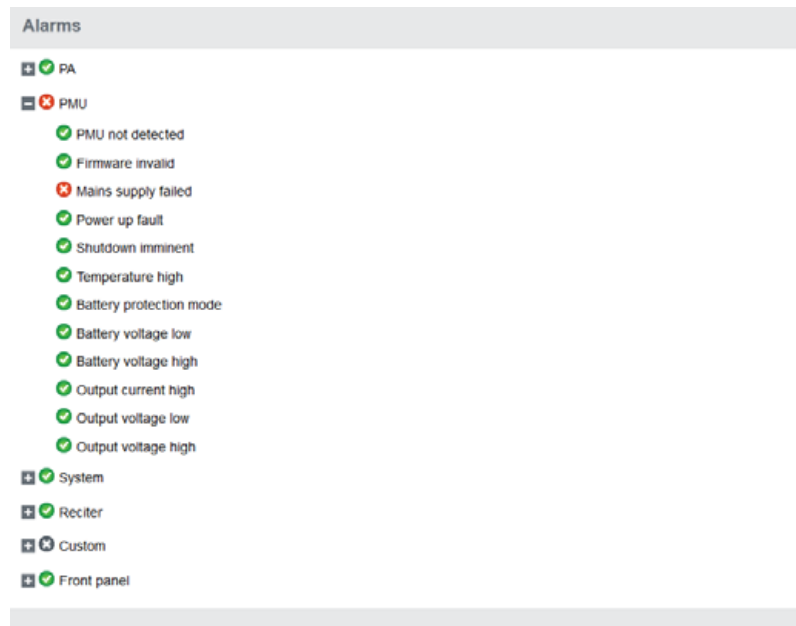 Alarms
PA
PMU
PMU not detected
Firmware invalid
Mains supply failed
Power up fault
Shutdown imminent
Temperature high
Battery protection mode
Battery voltage low
Battery voltage high
Output current high
Output voltage low
Output voltage high
System
Reciter
Custom
Front panel